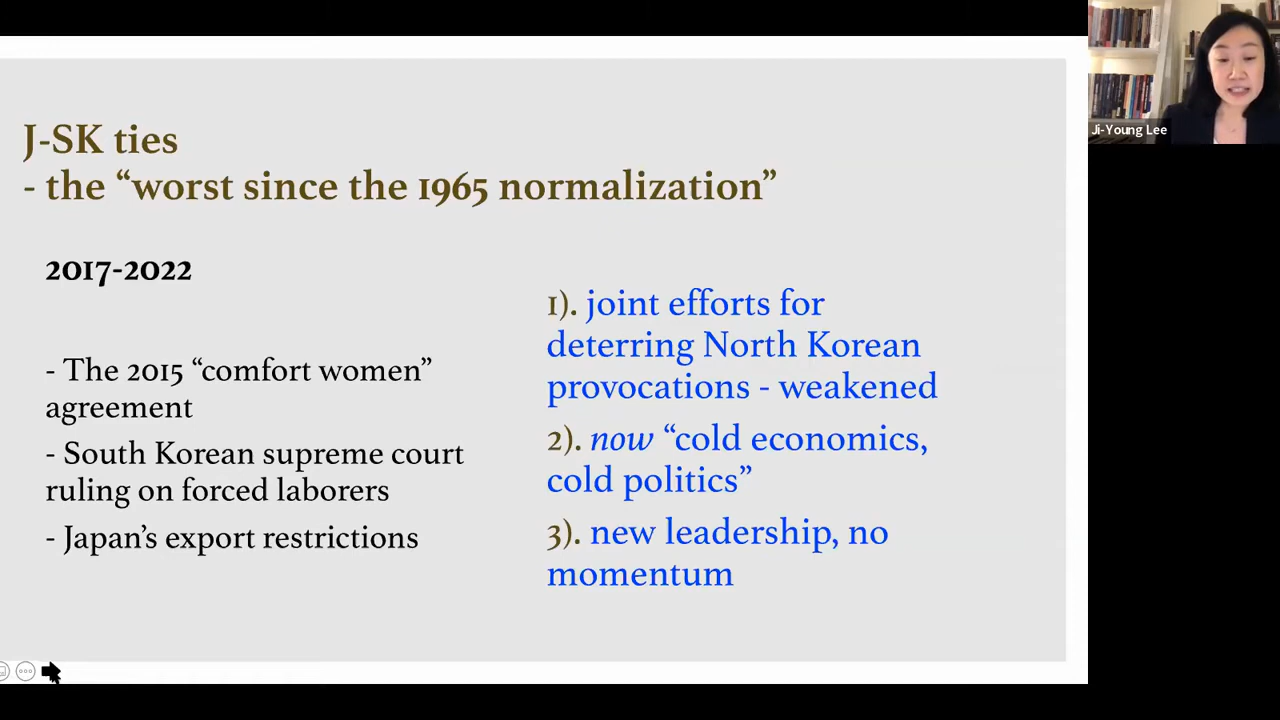 J-SK ties
- the “worst since the 1965 normalization”
2017-2022
- The 2015 “comfort women”
agreement
- South Korean supreme court
ruling on forced laborers
- Japan’s export restrictions
1). joint efforts for
deterring North Korean
provocations - weakened
2). now “cold economics,
cold politics”
3). new leadership, no
momentum
Ji-Young Lee